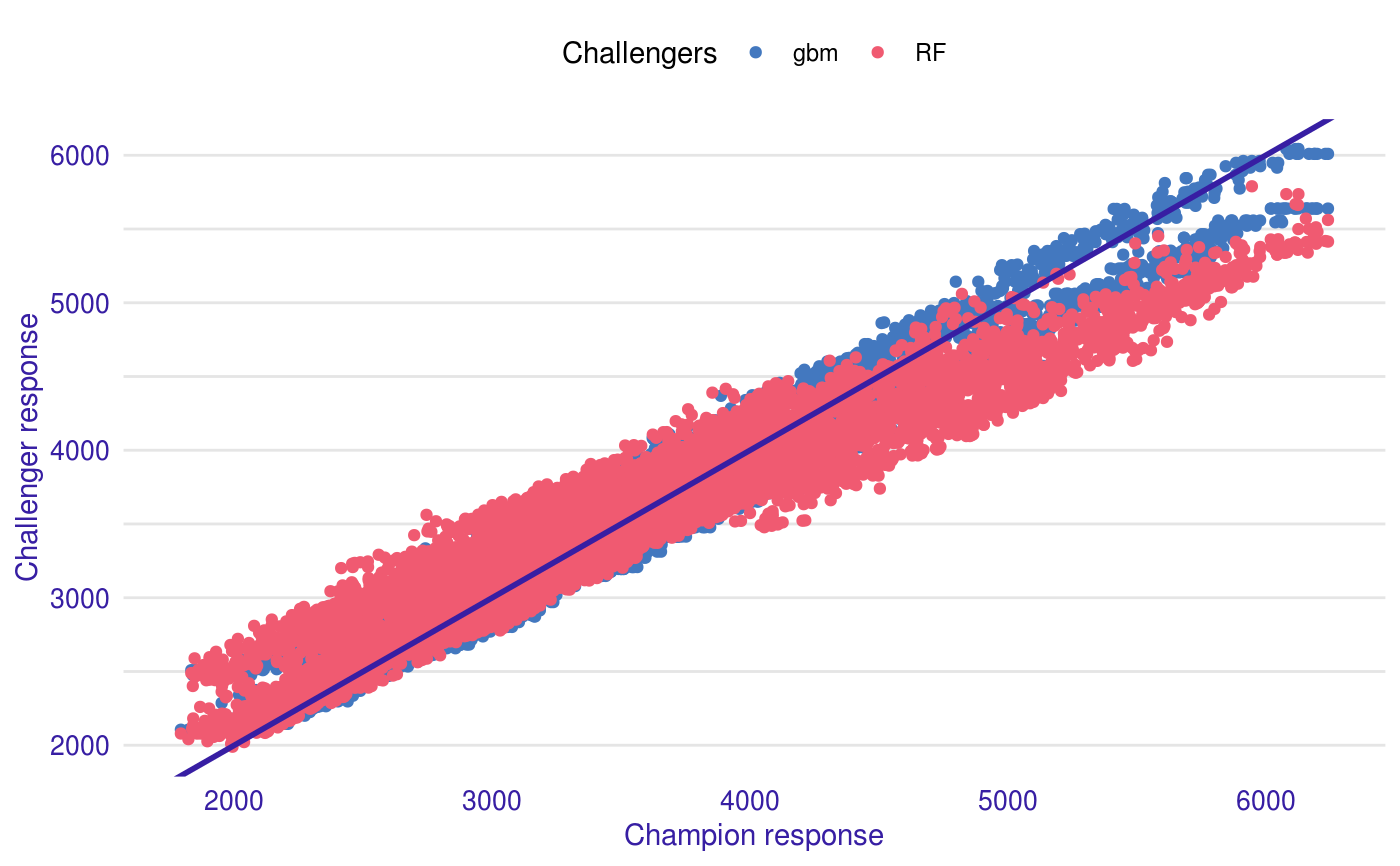 Challengers gbm RF
6000
5000
4000
3000
2000
Challenger response
2000 3000 4000 5000 6000
Champion response